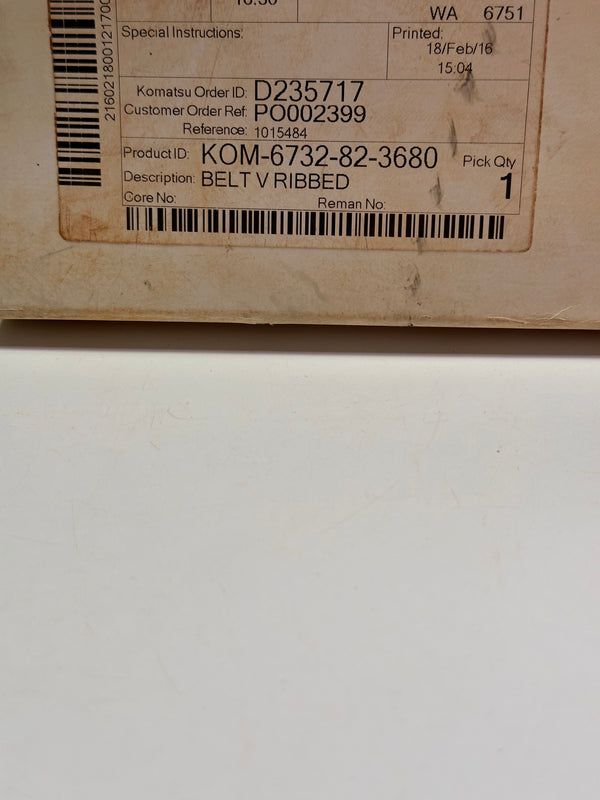 WA 6751
Special Instructions:
Printed:
18/Feb/16
15:04
Komatsu Order ID: D235717
Customer Order Ref: PO002399
Reference: 1015484
Product ID: KOM-6732-82-3680
Pick Qty
1
Description: BELT V RIBBED
Core No:
Reman No: